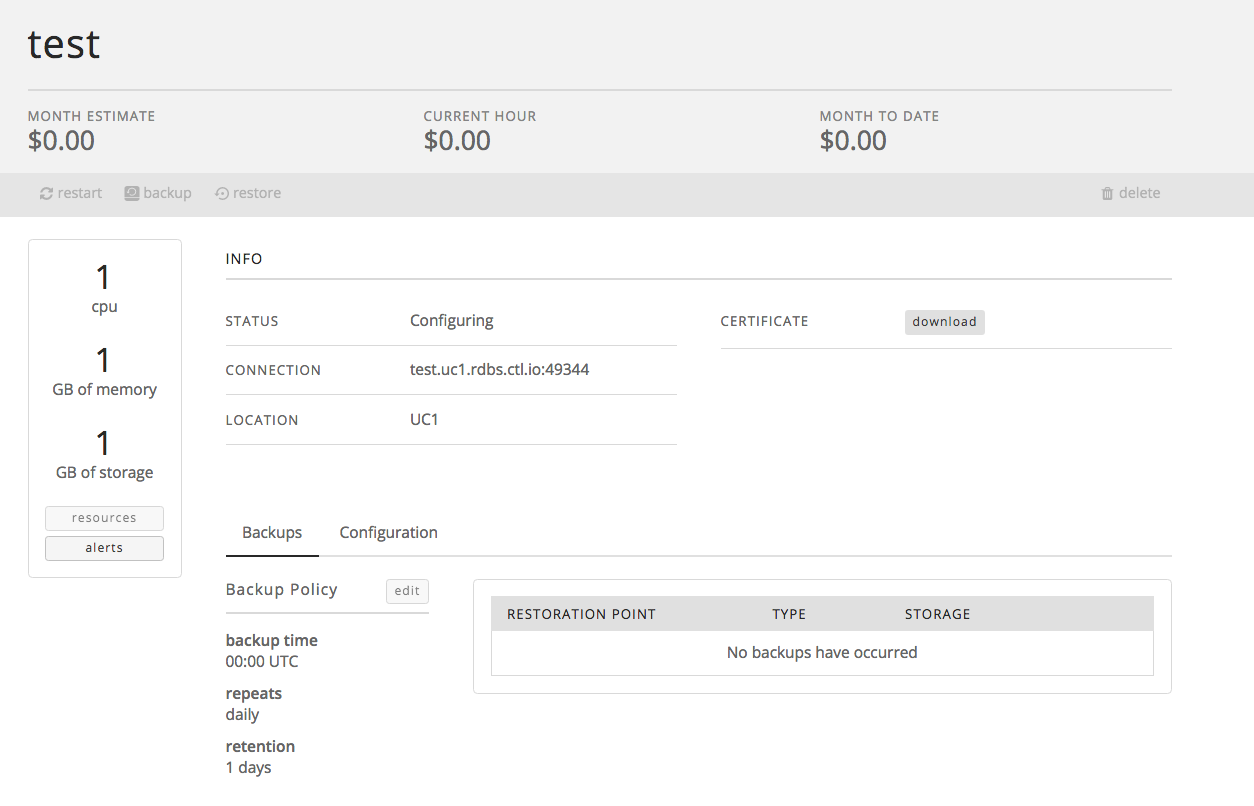 test
MONTH ESTIMATE CURRENT HOUR MONTH TO DATE
$0.00 $0.00 $0.00
restart backup restore delete
1
cpu
1
GB of memory
1
GB of storage
resources
alerts
INFO
STATUS Configuring
CONNECTION test.uc1.rdbs.ctl.io:49344
LOCATION UC1
CERTIFICATE download
Backups Configuration
Backup Policy edit
backup time
00:00 UTC
repeats
daily
retention
1 days
RESTORATION POINT TYPE STORAGE
No backups have occurred